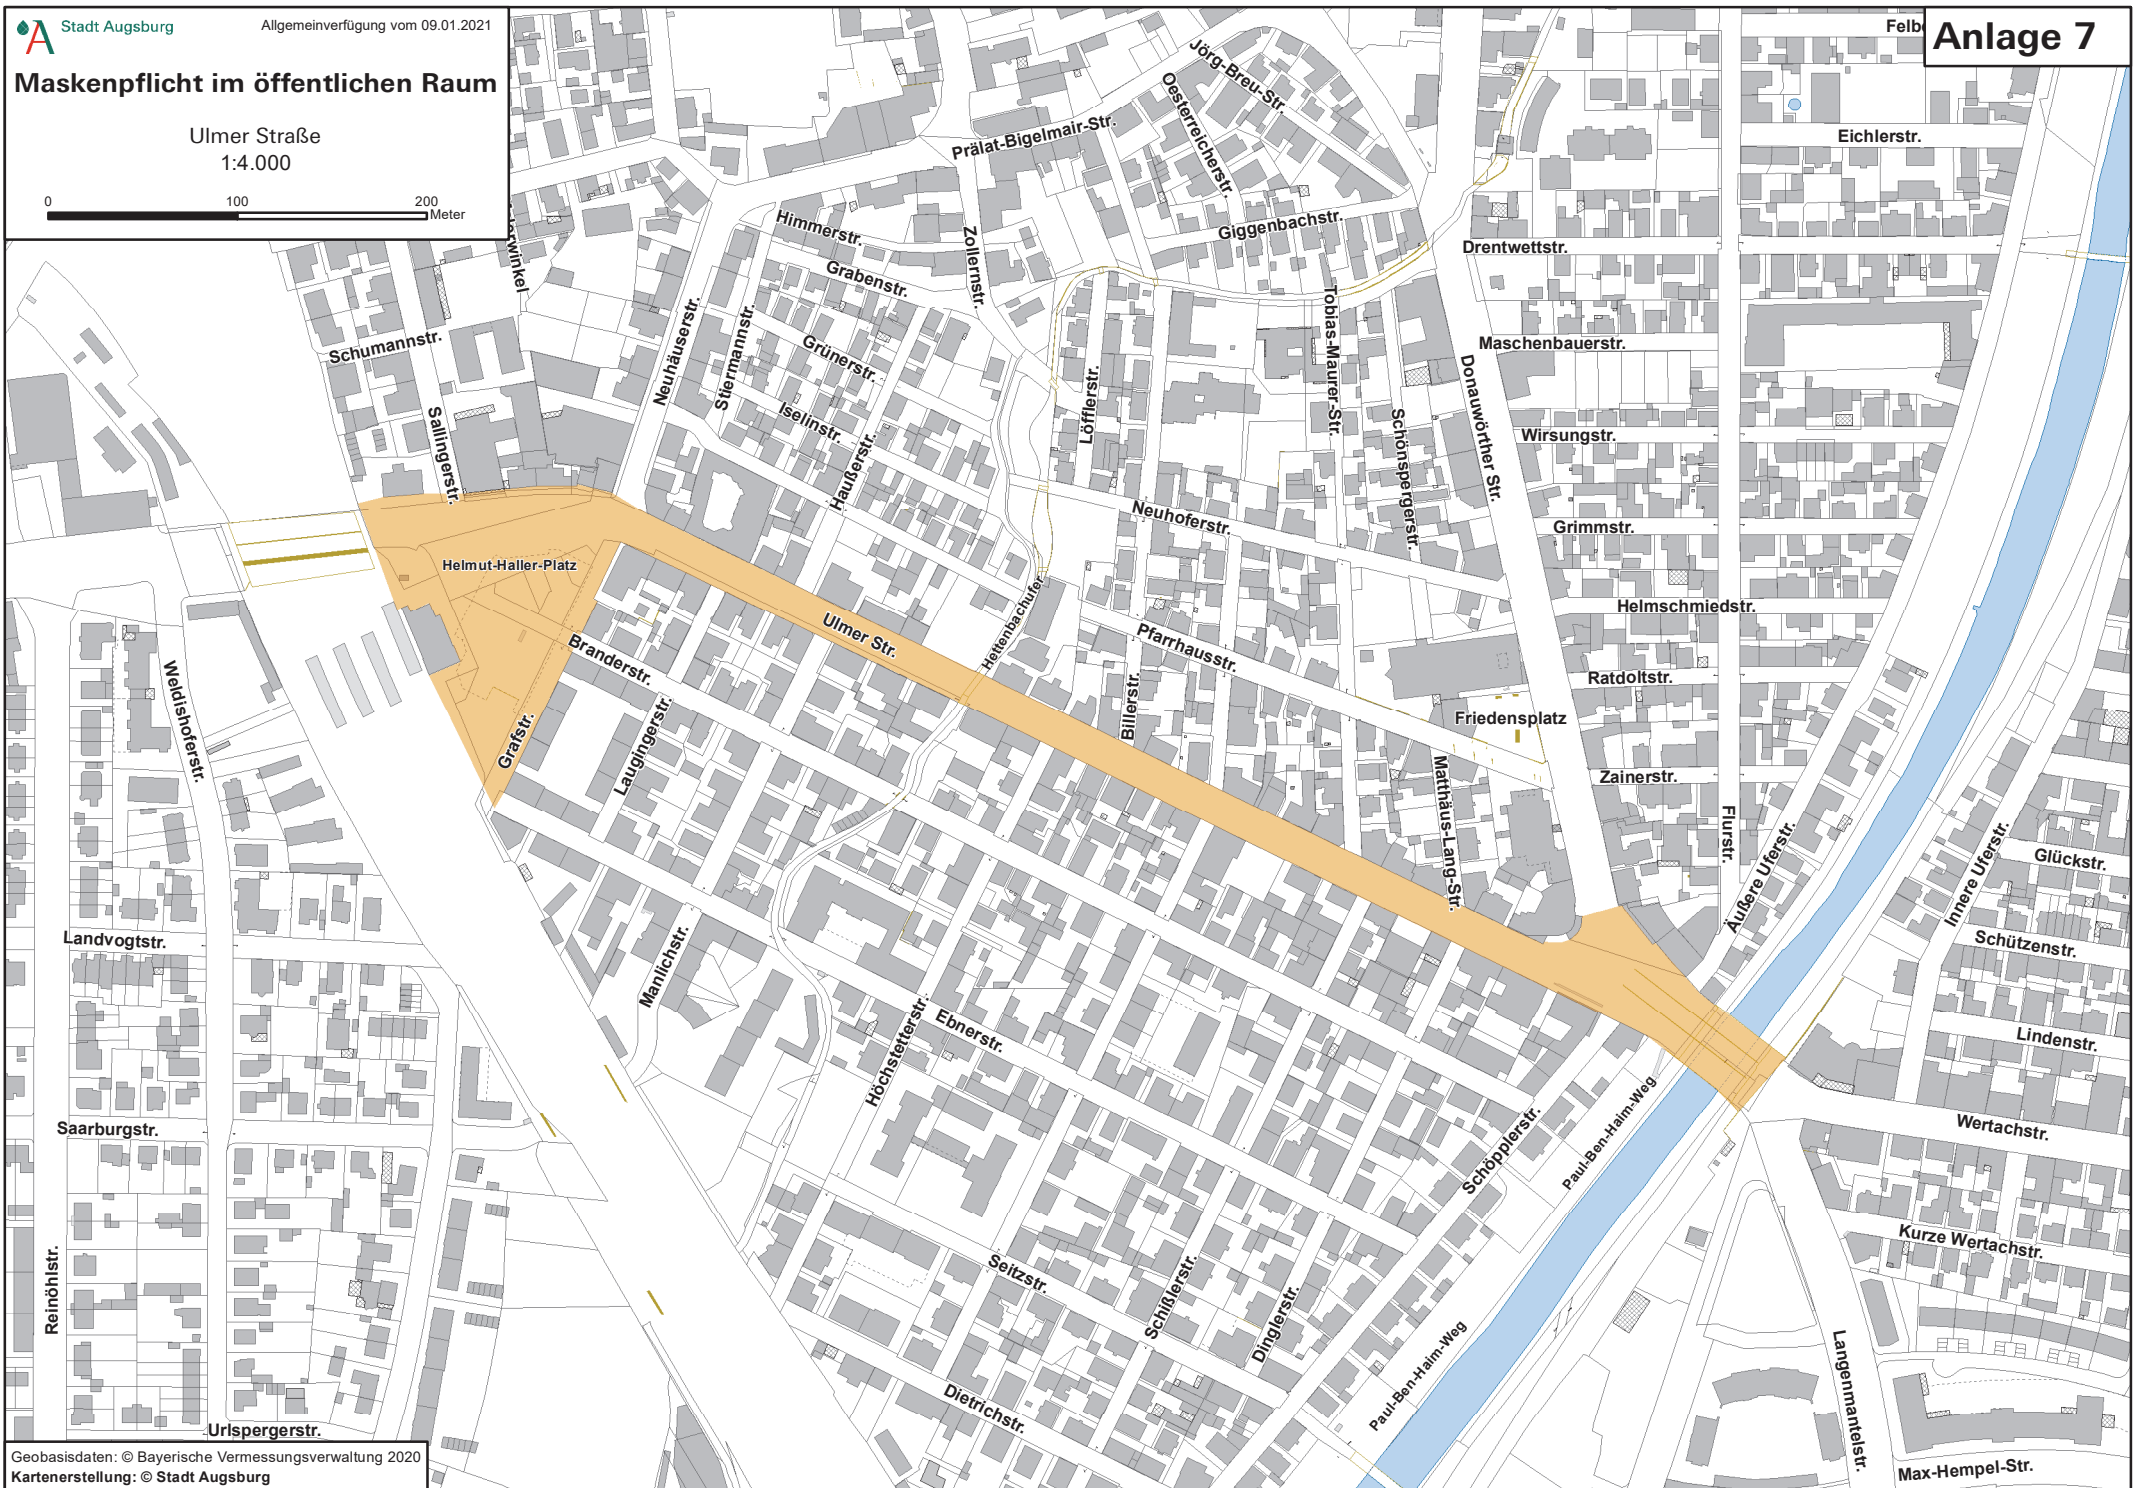 Stadt Augsburg
Allgemeinverfügung vom 09.01.2021
Maskenpflicht im öffentlichen Raum
Ulmer Straße
1:4.000
0 100 200
Meter
Anlage 7
Jörg-Breu-Str.
Oesterreicherstr.
Prälat-Bigelmair-Str.
Eichlerstr.
Himmerstr.
Giggenbachstr.
Zollernstr.
Drentwettstr.
Grabenstr.
Neuhäuserstr.
Stiermannstr.
Tobias-Maurer-Str.
Schumannstr.
Grünerstr.
Maschenbauerstr.
Donauwörther Str.
Löfflerstr.
Sallingerstr.
Iselinstr.
Haußerstr.
Schönspergerstr.
Wirsungstr.
Neuhoferstr.
Grimmstr.
Helmut-Haller-Platz
Hettenbachufer
Helmschmiedstr.
Ulmer Str.
Pfarrhausstr.
Branderstr.
Weldishoferstr.
Ratdoltstr.
Billerstr.
Friedensplatz
Grafstr.
Laugingerstr.
Matthäus-Lang-Str.
Zainerstr.
Flurstr.
Äußere Uferstr.
Innere Uferstr.
Glückstr.
Landvogtstr.
Manlichstr.
Schützenstr.
Höchstetterstr.
Ebnerstr.
Lindenstr.
Saarburgstr.
Schöpplerstr.
Paul-Ben-Haim-Weg
Wertachstr.
Kurze Wertachstr.
Reinöhlstr.
Seitzstr.
Schißlerstr.
Dinglerstr.
Paul-Ben-Haim-Weg
Langenmantelstr.
Dietrichstr.
Urlspergerstr.
Max-Hempel-Str.
Geobasisdaten: © Bayerische Vermessungsverwaltung 2020
Kartenerstellung: © Stadt Augsburg